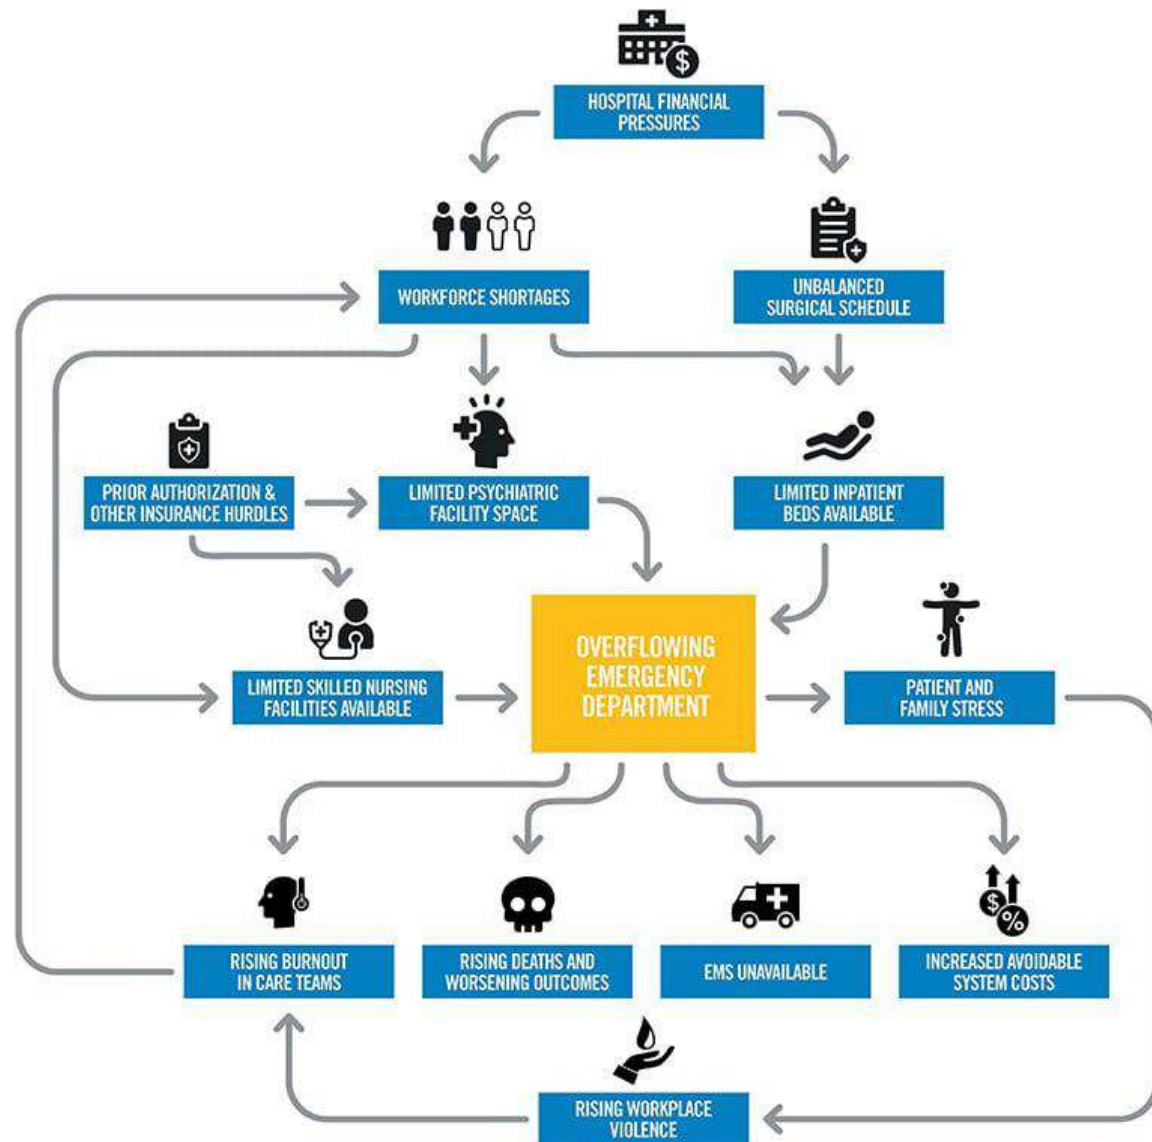 $
HOSPITAL FINANCIAL
PRESSURES
WORKFORCE SHORTAGES
UNBALANCED
SURGICAL SCHEDULE
PRIOR AUTHORIZATION &
OTHER INSURANCE HURDLES
LIMITED PSYCHIATRIC
FACILITY SPACE
LIMITED INPATIENT
BEDS AVAILABLE
LIMITED SKILLED NURSING
FACILITIES AVAILABLE
OVERFLOWING
EMERGENCY
DEPARTMENT
PATIENT AND
FAMILY STRESS
$
%
RISING BURNOUT
IN CARE TEAMS
RISING DEATHS AND
WORSENING OUTCOMES
EMS UNAVAILABLE
INCREASED AVOIDABLE
SYSTEM COSTS
RISING WORKPLACE
VIOLENCE